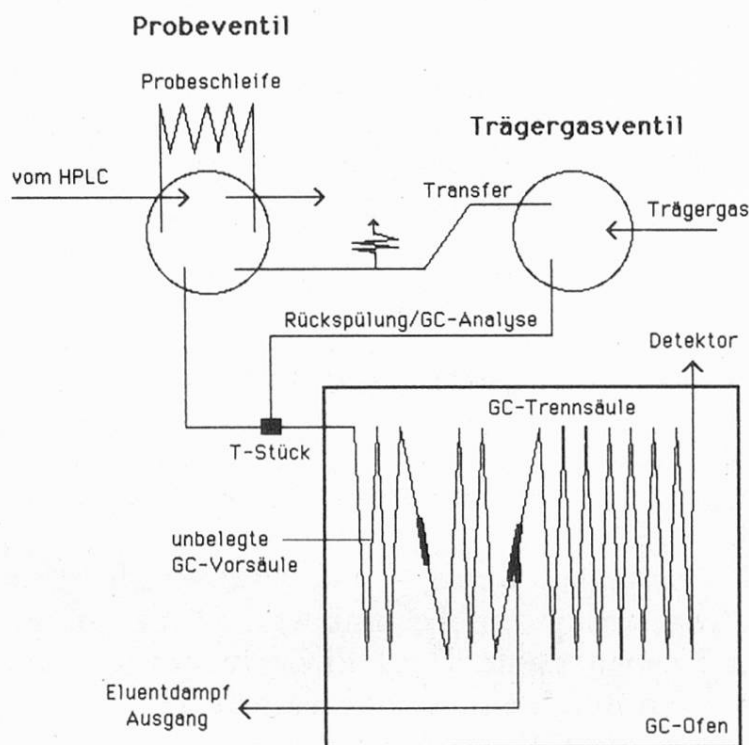 Probeventil
Probeschleife
Trägergasventil
vom HPLC
Transfer
Trägergas
Rückspülung/GC-Analyse
Detektor
GC-Trennsäule
T-Stück
unbelegte
GC-Vorsäule
Eluentdampf
Ausgang
GC-Ofen